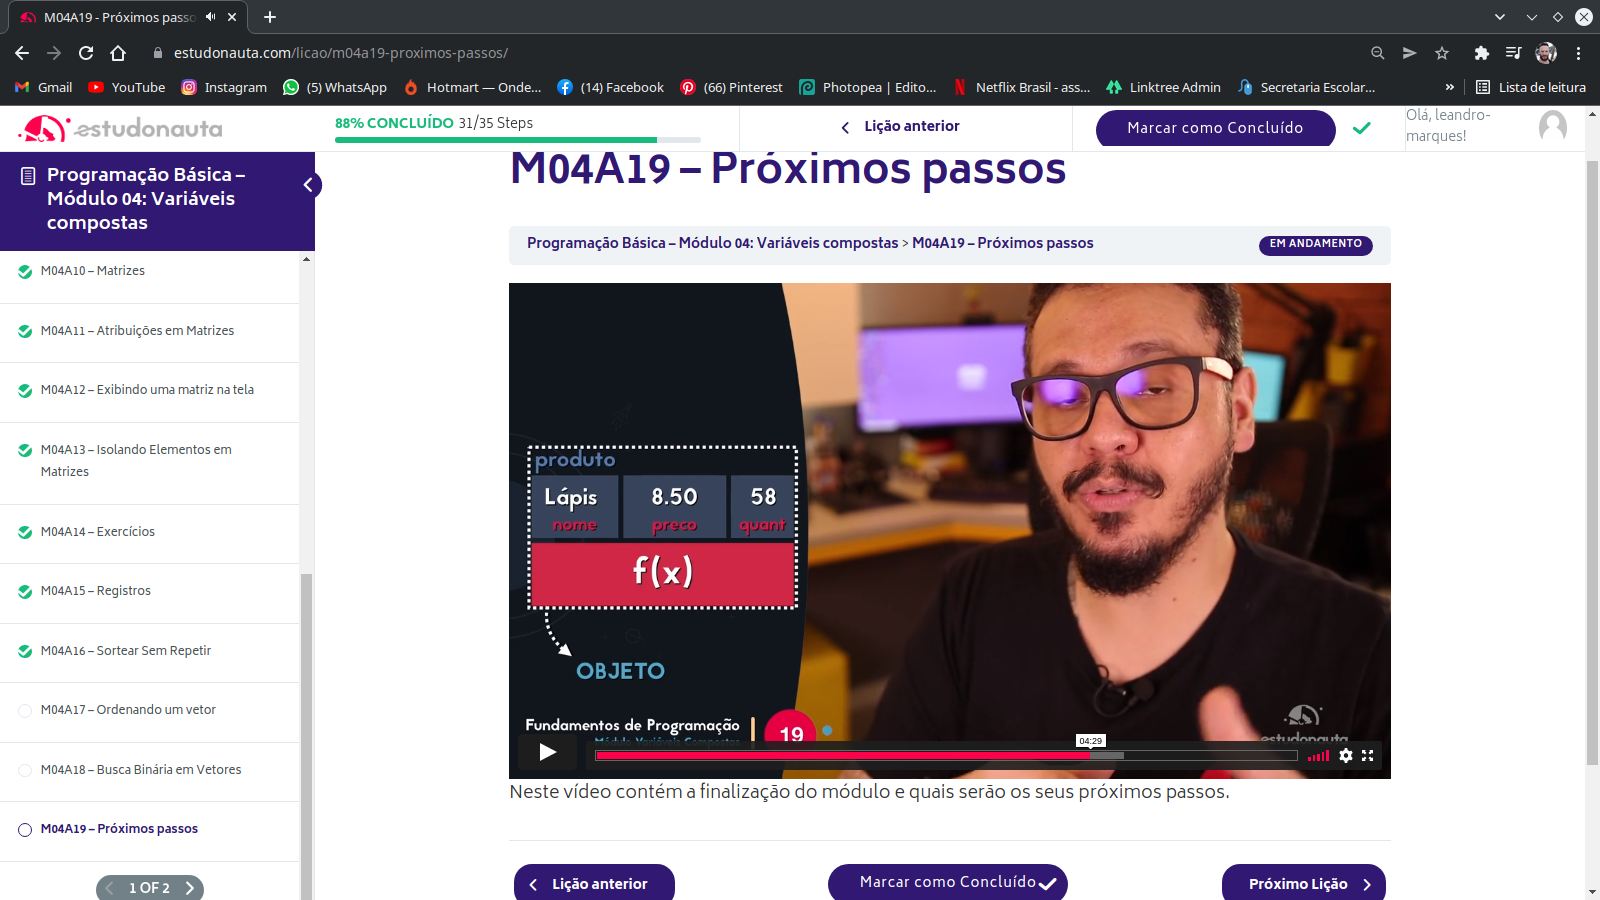 M04A19 - Próximos passo
estudonauta.com/licao/m04a19-proximos-passos/
Gmail
YouTube
Instagram
(5) WhatsApp
Hotmart — Onde...
(14) Facebook
(66) Pinterest
Photopea | Edito...
Netflix Brasil - ass...
Linktree Admin
Secretaria Escolar...
»
Lista de leitura
estudonauta
88% CONCLUÍDO 31/35 Steps
Lição anterior
Marcar como Concluído
Olá, leandro-
marques!
Programação Básica –
Módulo 04: Variáveis
compostas
M04A10 – Matrizes
M04A11 – Atribuições em Matrizes
M04A12 – Exibindo uma matriz na tela
M04A13 – Isolando Elementos em
Matrizes
M04A14 – Exercícios
M04A15 – Registros
M04A16 – Sortear Sem Repetir
M04A17 – Ordenando um vetor
M04A18 – Busca Binária em Vetores
M04A19 – Próximos passos
1 OF 2
M04A19 – Próximos passos
Programação Básica – Módulo 04: Variáveis compostas > M04A19 – Próximos passos
EM ANDAMENTO
produto
Lápis 8.50 58
nome preco quant
f(x)
OBJETO
Fundamentos de Programação
Módulo Variáveis Compostas
19
estudonauta
04:29
Neste vídeo contém a finalização do módulo e quais serão os seus próximos passos.
Lição anterior
Marcar como Concluído
Próximo Lição